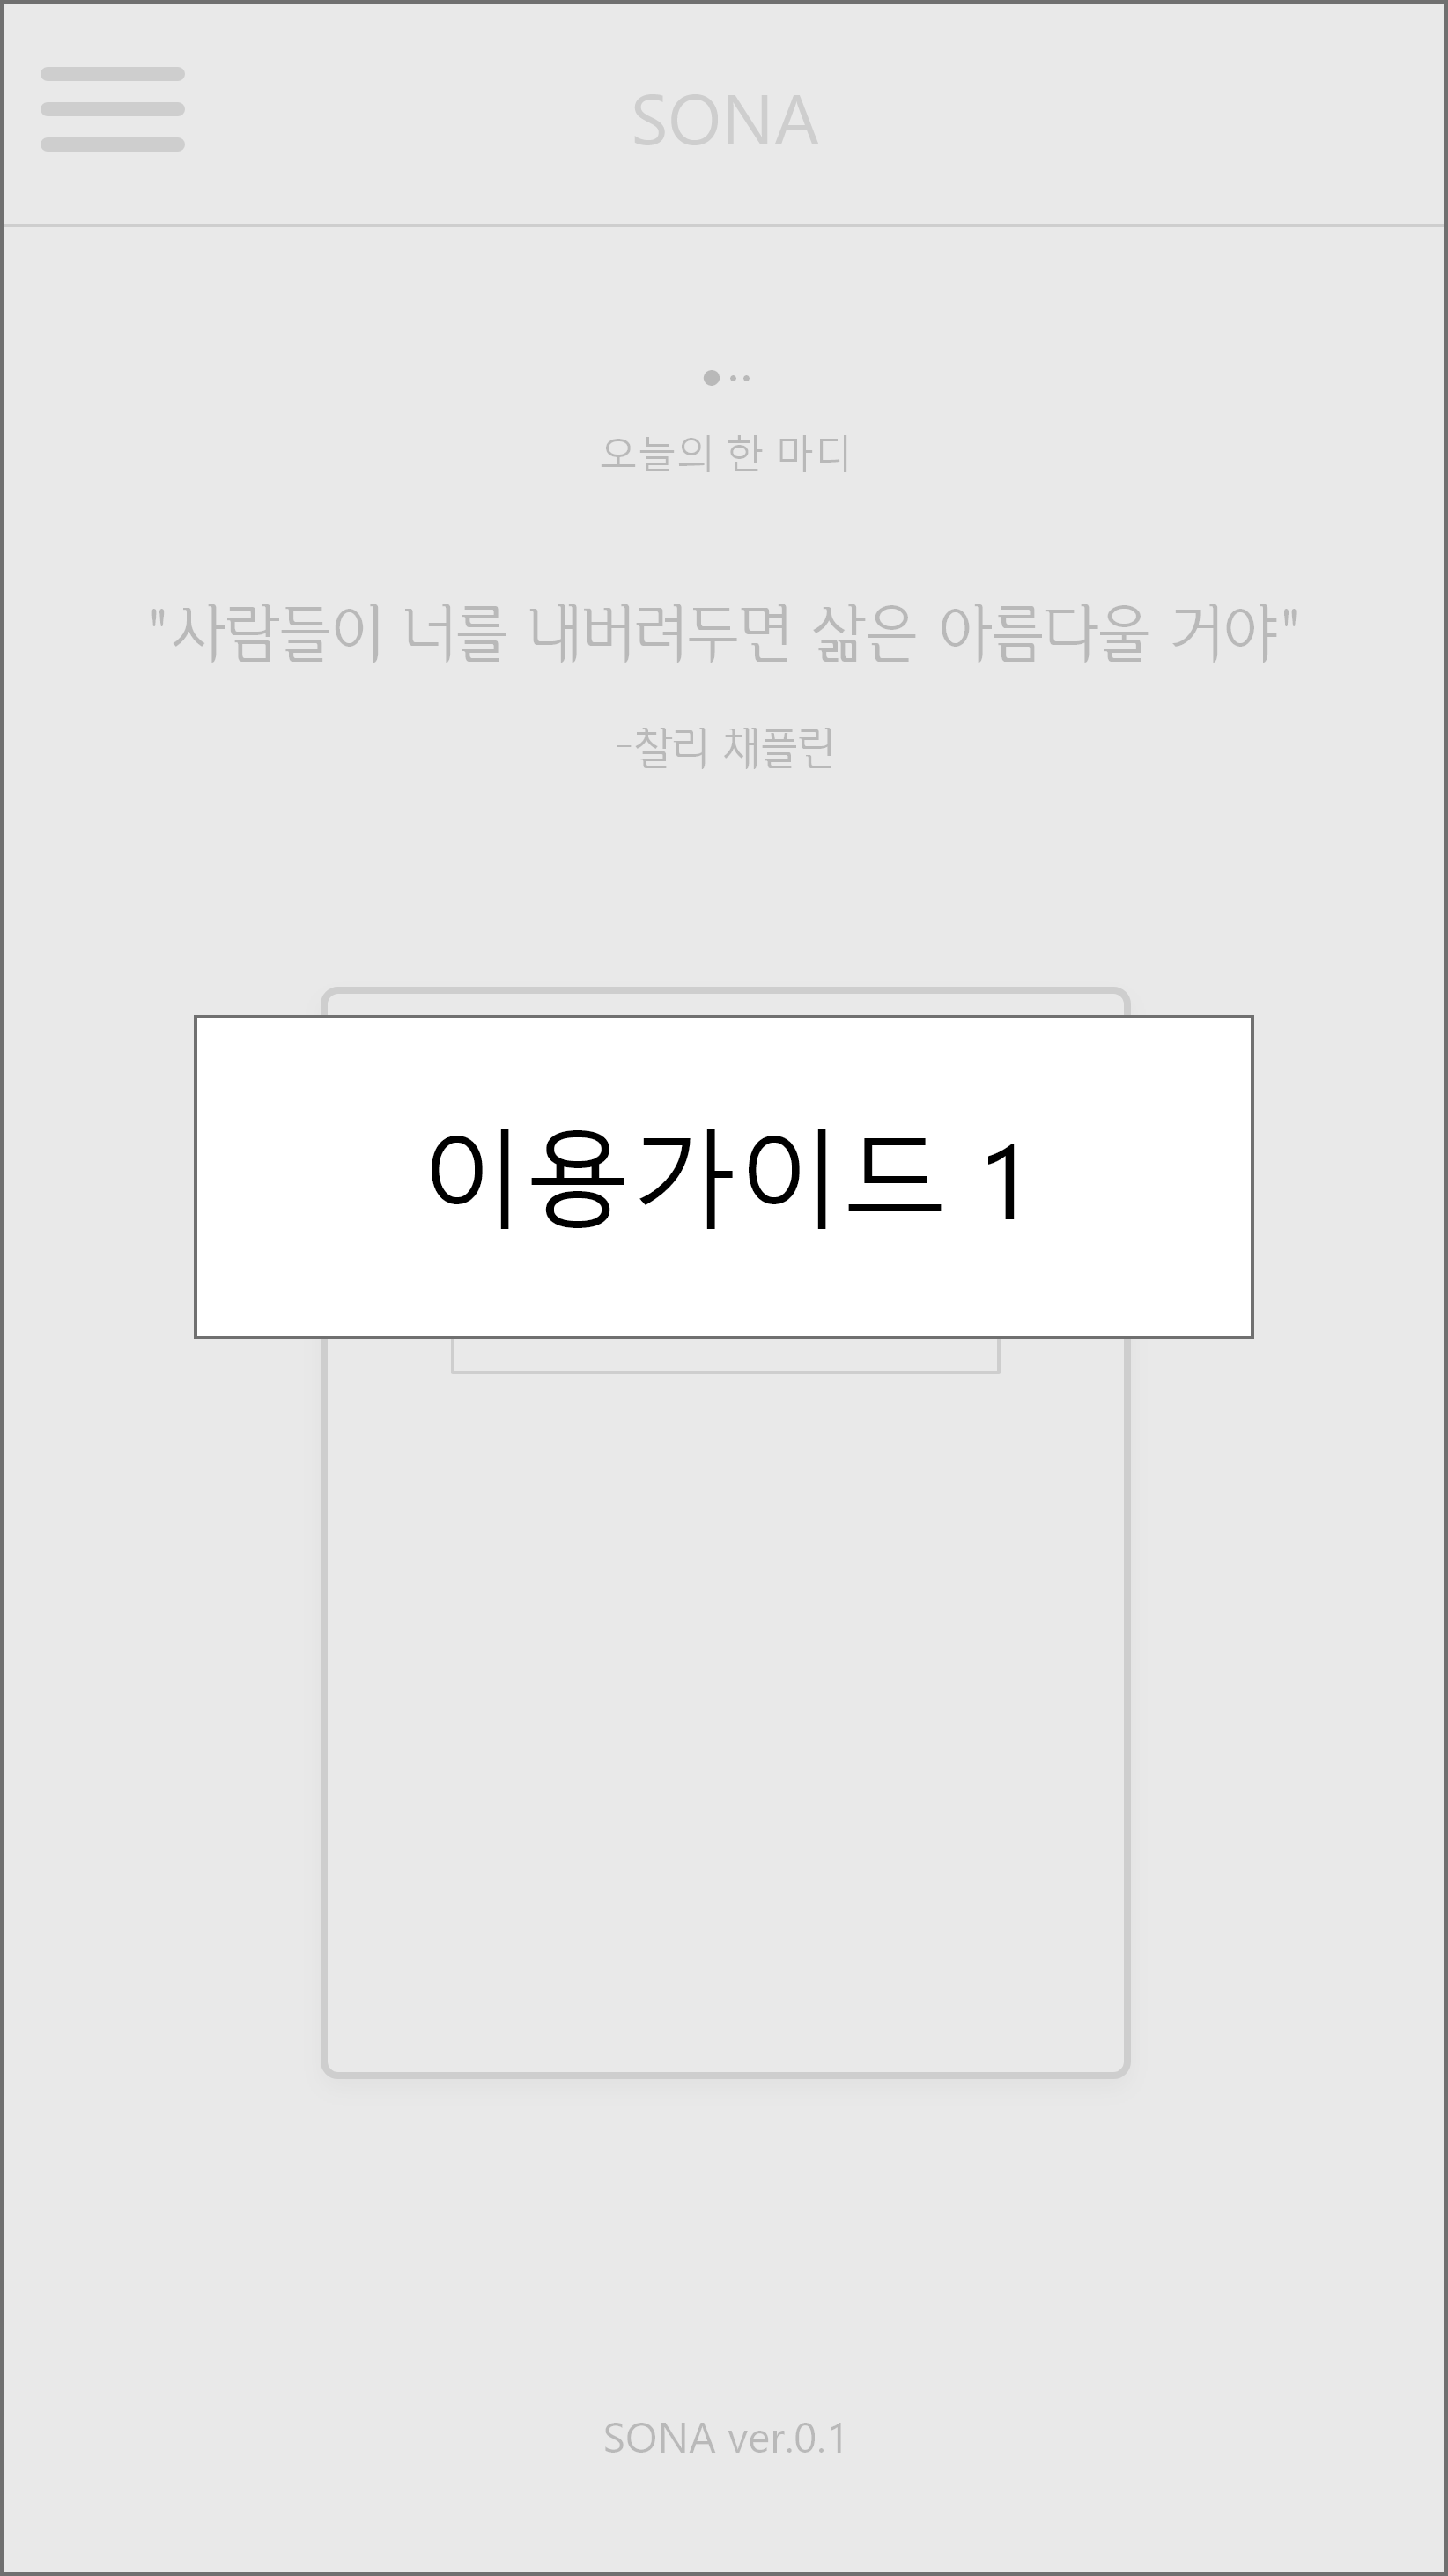 SONA
오늘의 한 마디
"사람들이 너를 내버려두면 삶은 아름다울 거야"
-찰리 채플린
이용가이드 1
SONA ver.0.1